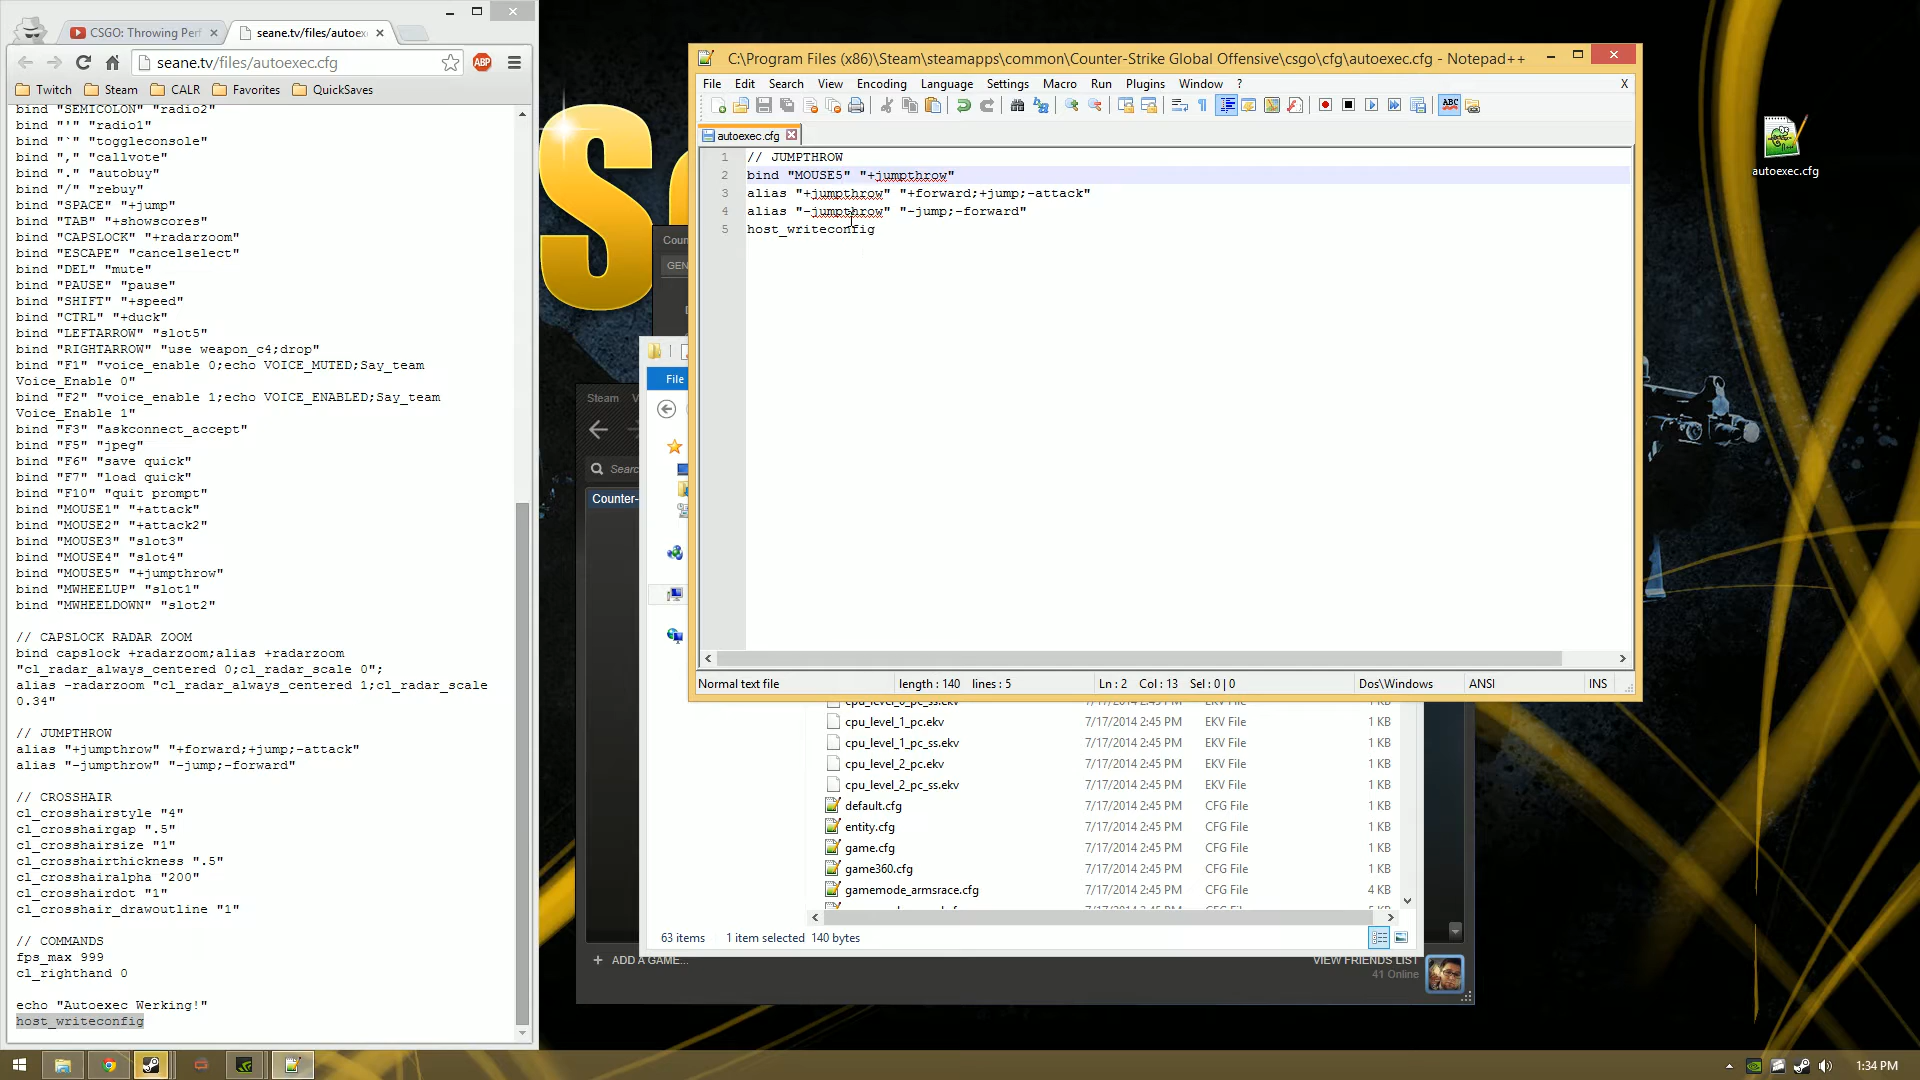 CSGO: Throwing Perf
seane.tv/files/autoex
seane.tv/files/autoexec.cfg
ABP
Twitch
Steam
CALR
Favorites
QuickSaves
bind "SEMICOLON" "radio2"
bind "'" "radio1"
bind "`" "toggleconsole"
bind "," "callvote"
bind "." "autobuy"
bind "/" "rebuy"
bind "SPACE" "+jump"
bind "TAB" "+showscores"
bind "CAPSLOCK" "+radarzoom"
bind "ESCAPE" "cancelselect"
bind "DEL" "mute"
bind "PAUSE" "pause"
bind "SHIFT" "+speed"
bind "CTRL" "+duck"
bind "LEFTARROW" "slot5"
bind "RIGHTARROW" "use weapon_c4;drop"
bind "F1" "voice_enable 0;echo VOICE_MUTED;Say_team
Voice_Enable 0"
bind "F2" "voice_enable 1;echo VOICE_ENABLED;Say_team
Voice_Enable 1"
bind "F3" "askconnect_accept"
bind "F5" "jpeg"
bind "F6" "save quick"
bind "F7" "load quick"
bind "F10" "quit prompt"
bind "MOUSE1" "+attack"
bind "MOUSE2" "+attack2"
bind "MOUSE3" "slot3"
bind "MOUSE4" "slot4"
bind "MOUSE5" "+jumpthrow"
bind "MWHEELUP" "slot1"
bind "MWHEELDOWN" "slot2"
// CAPSLOCK RADAR ZOOM
bind capslock +radarzoom;alias +radarzoom
"cl_radar_always_centered 0;cl_radar_scale 0";
alias -radarzoom "cl_radar_always_centered 1;cl_radar_scale
0.34"
// JUMPTHROW
alias "+jumpthrow" "+forward;+jump;-attack"
alias "-jumpthrow" "-jump;-forward"
// CROSSHAIR
cl_crosshairstyle "4"
cl_crosshairgap ".5"
cl_crosshairsize "1"
cl_crosshairthickness ".5"
cl_crosshairalpha "200"
cl_crosshairdot "1"
cl_crosshair_drawoutline "1"
// COMMANDS
fps_max 999
cl_righthand 0
echo "Autoexec Werking!"
host_writeconfig
C:\Program Files (x86)\Steam\steamapps\common\Counter-Strike Global Offensive\csgo\cfg\autoexec.cfg - Notepad++
File Edit Search View Encoding Language Settings Macro Run Plugins Window ? X
ABC
autoexec.cfg
1 // JUMPTHROW
2 bind "MOUSE5" "+jumpthrow"
3 alias "+jumpthrow" "+forward;+jump;-attack"
4 alias "-jumpthrow" "-jump;-forward"
5 host_writeconfig
Normal text file length : 140 lines : 5 Ln : 2 Col : 13 Sel : 0 | 0 Dos\Windows ANSI INS
autoexec.cfg
Coun
GEN
File
Steam
Searc
Counter-
cpu_level_0_pc_ss.ekv 7/17/2014 2:45 PM EKV File 1 KB
cpu_level_1_pc.ekv 7/17/2014 2:45 PM EKV File 1 KB
cpu_level_1_pc_ss.ekv 7/17/2014 2:45 PM EKV File 1 KB
cpu_level_2_pc.ekv 7/17/2014 2:45 PM EKV File 1 KB
cpu_level_2_pc_ss.ekv 7/17/2014 2:45 PM EKV File 1 KB
default.cfg 7/17/2014 2:45 PM CFG File 1 KB
entity.cfg 7/17/2014 2:45 PM CFG File 1 KB
game.cfg 7/17/2014 2:45 PM CFG File 1 KB
game360.cfg 7/17/2014 2:45 PM CFG File 1 KB
gamemode_armsrace.cfg 7/17/2014 2:45 PM CFG File 4 KB
63 items 1 item selected 140 bytes
+ ADD A GAME...
VIEW FRIENDS LIST
41 Online
1:34 PM